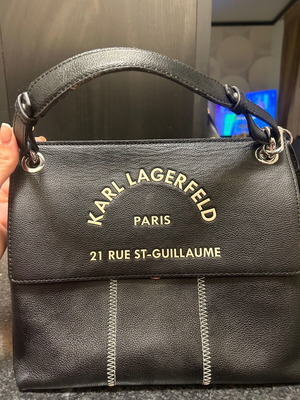 KARL LAGERFELD
PARIS
21 RUE ST-GUILLAUME